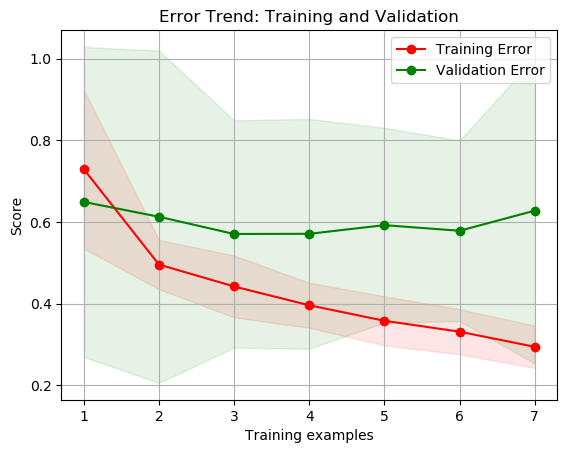 Error Trend: Training and Validation
Training Error
Validation Error
Score
1.0
0.8
0.6
0.4
0.2
1 2 3 4 5 6 7
Training examples